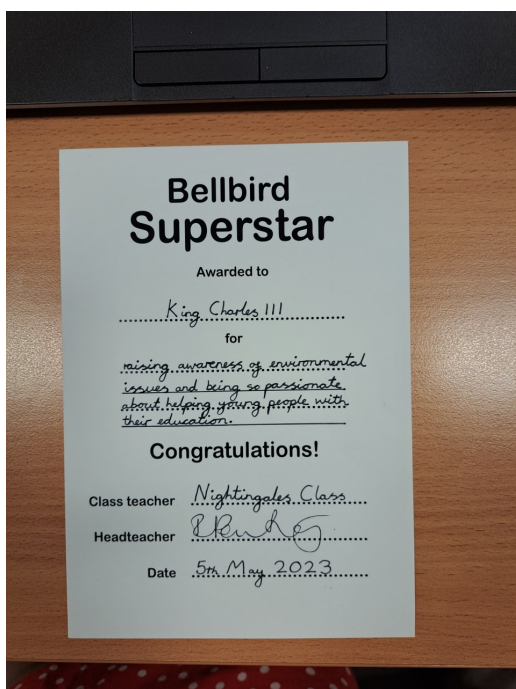 Bellbird
Superstar
Awarded to
King Charles III
for
raising awareness of environmental
issues and being so passionate
about helping young people with
their education.
Congratulations!
Class teacher Nightingales Class
Headteacher
Date 5th May 2023